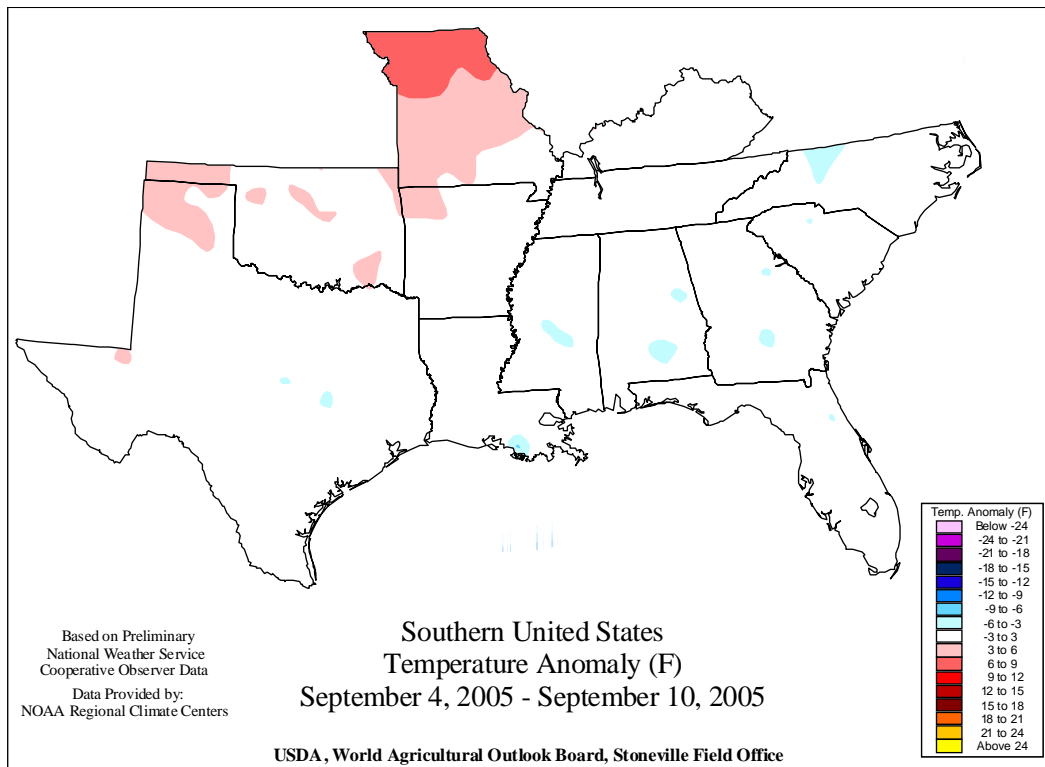 Temp. Anomaly (F)
Below -24
-24 to -21
-21 to -18
-18 to -15
-15 to -12
-12 to -9
-9 to -6
-6 to -3
-3 to 3
3 to 6
6 to 9
9 to 12
12 to 15
15 to 18
18 to 21
21 to 24
Above 24
Based on Preliminary
National Weather Service
Cooperative Observer Data
Data Provided by:
NOAA Regional Climate Centers
Southern United States
Temperature Anomaly (F)
September 4, 2005 - September 10, 2005
USDA, World Agricultural Outlook Board, Stoneville Field Office